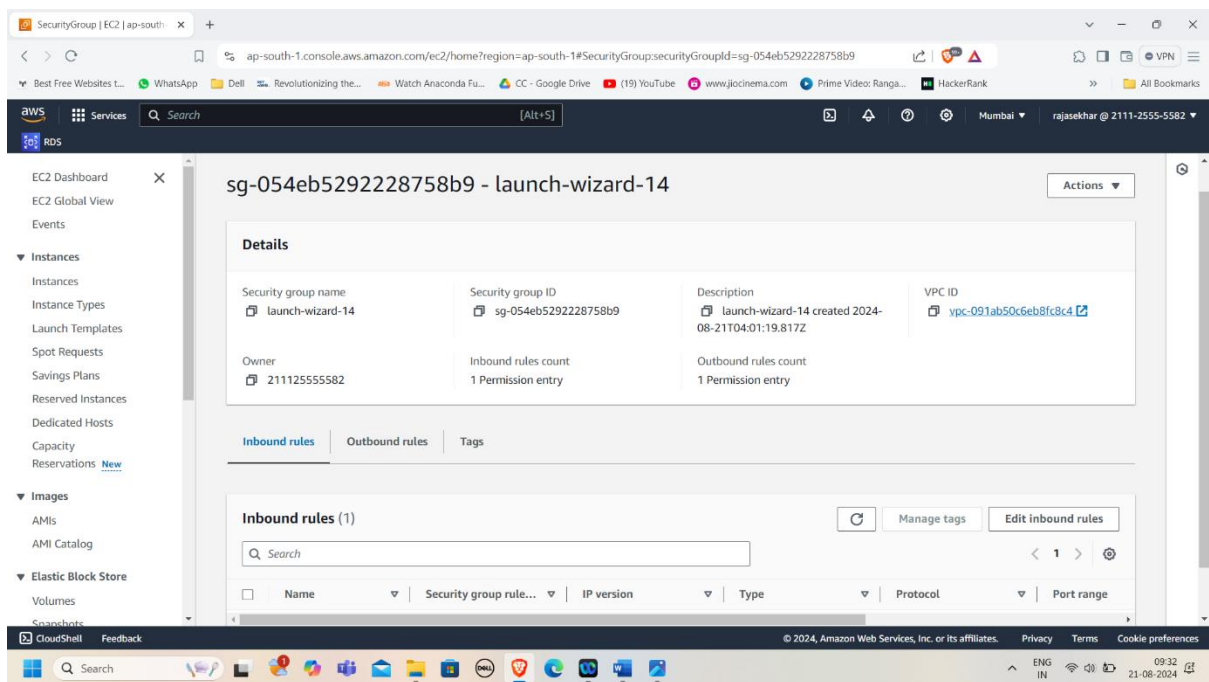 SecurityGroup | EC2 | ap-south-
ap-south-1.console.aws.amazon.com/ec2/home?region=ap-south-1#SecurityGroup:securityGroupId=sg-054eb5292228758b9
VPN
Best Free Websites t... WhatsApp Dell Revolutionizing the... Watch Anaconda Fu... CC - Google Drive (19) YouTube www.jiocinema.com Prime Video: Ranga... HackerRank >> All Bookmarks
aws Services Search [Alt+S] Mumbai rajasekhar @ 2111-2555-5582
RDS
EC2 Dashboard
EC2 Global View
Events
Instances
Instances
Instance Types
Launch Templates
Spot Requests
Savings Plans
Reserved Instances
Dedicated Hosts
Capacity
Reservations New
Images
AMIs
AMI Catalog
Elastic Block Store
Volumes
Snapshots
sg-054eb5292228758b9 - launch-wizard-14
Actions
Details
Security group name
launch-wizard-14
Security group ID
sg-054eb5292228758b9
Description
launch-wizard-14 created 2024-
08-21T04:01:19.817Z
VPC ID
vpc-091ab50c6eb8fc8c4
Owner
211125555582
Inbound rules count
1 Permission entry
Outbound rules count
1 Permission entry
Inbound rules Outbound rules Tags
Inbound rules (1)
Manage tags Edit inbound rules
Search
1
Name Security group rule... IP version Type Protocol Port range
CloudShell Feedback © 2024, Amazon Web Services, Inc. or its affiliates. Privacy Terms Cookie preferences
Search
ENG
IN
09:32
21-08-2024